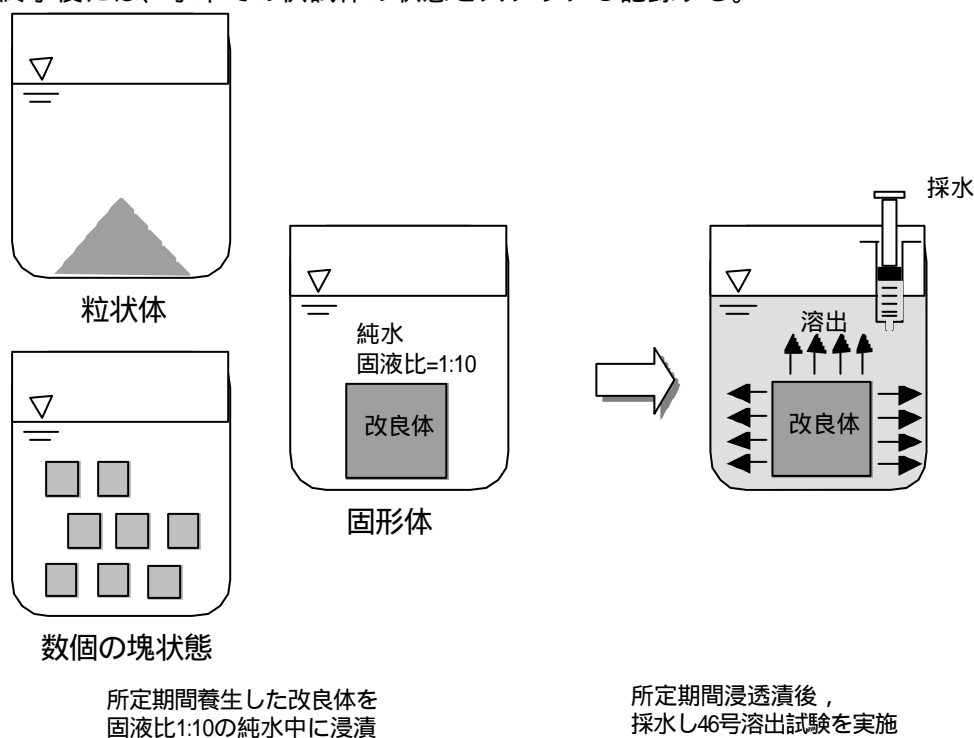 採水
粒状体
純水
固液比=1:10
改良体
固形体
溶出
改良体
数個の塊状態
所定期間養生した改良体を
固液比1:10の純水中に浸漬
所定期間浸透漬後，
採水し46号溶出試験を実施